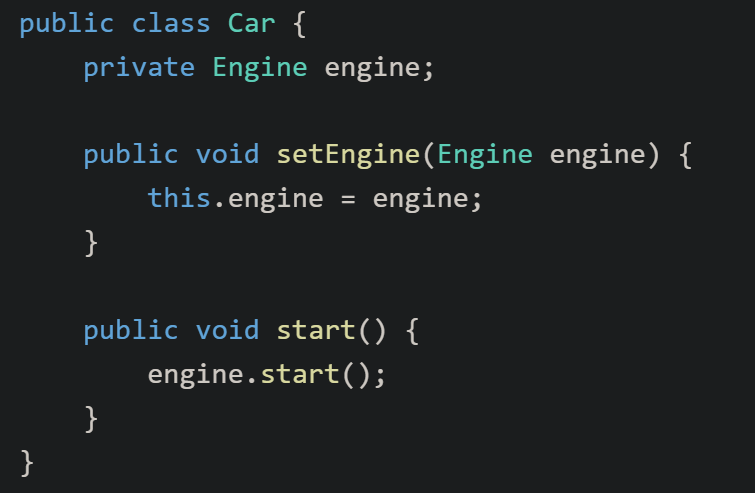 public class Car {
    private Engine engine;

    public void setEngine(Engine engine) {
        this.engine = engine;
    }

    public void start() {
        engine.start();
    }
}